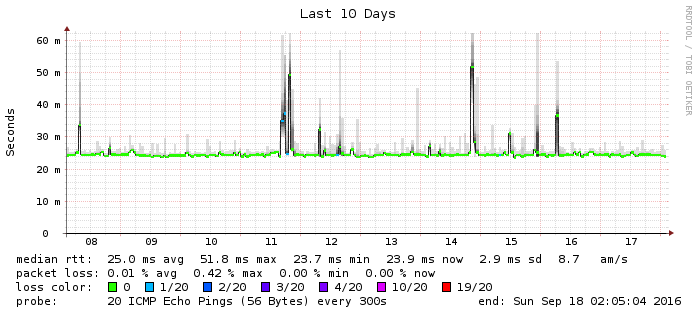 Last 10 Days
RRDTOOL / TOBI OETIKER
Seconds
60 m
50 m
40 m
30 m
20 m
10 m
0
08 09 10 11 12 13 14 15 16 17
median rtt: 25.0 ms avg 51.8 ms max 23.7 ms min 23.9 ms now 2.9 ms sd 8.7 am/s
packet loss: 0.01 % avg 0.42 % max 0.00 % min 0.00 % now
loss color: 0 1/20 2/20 3/20 4/20 10/20 19/20
probe: 20 ICMP Echo Pings (56 Bytes) every 300s end: Sun Sep 18 02:05:04 2016